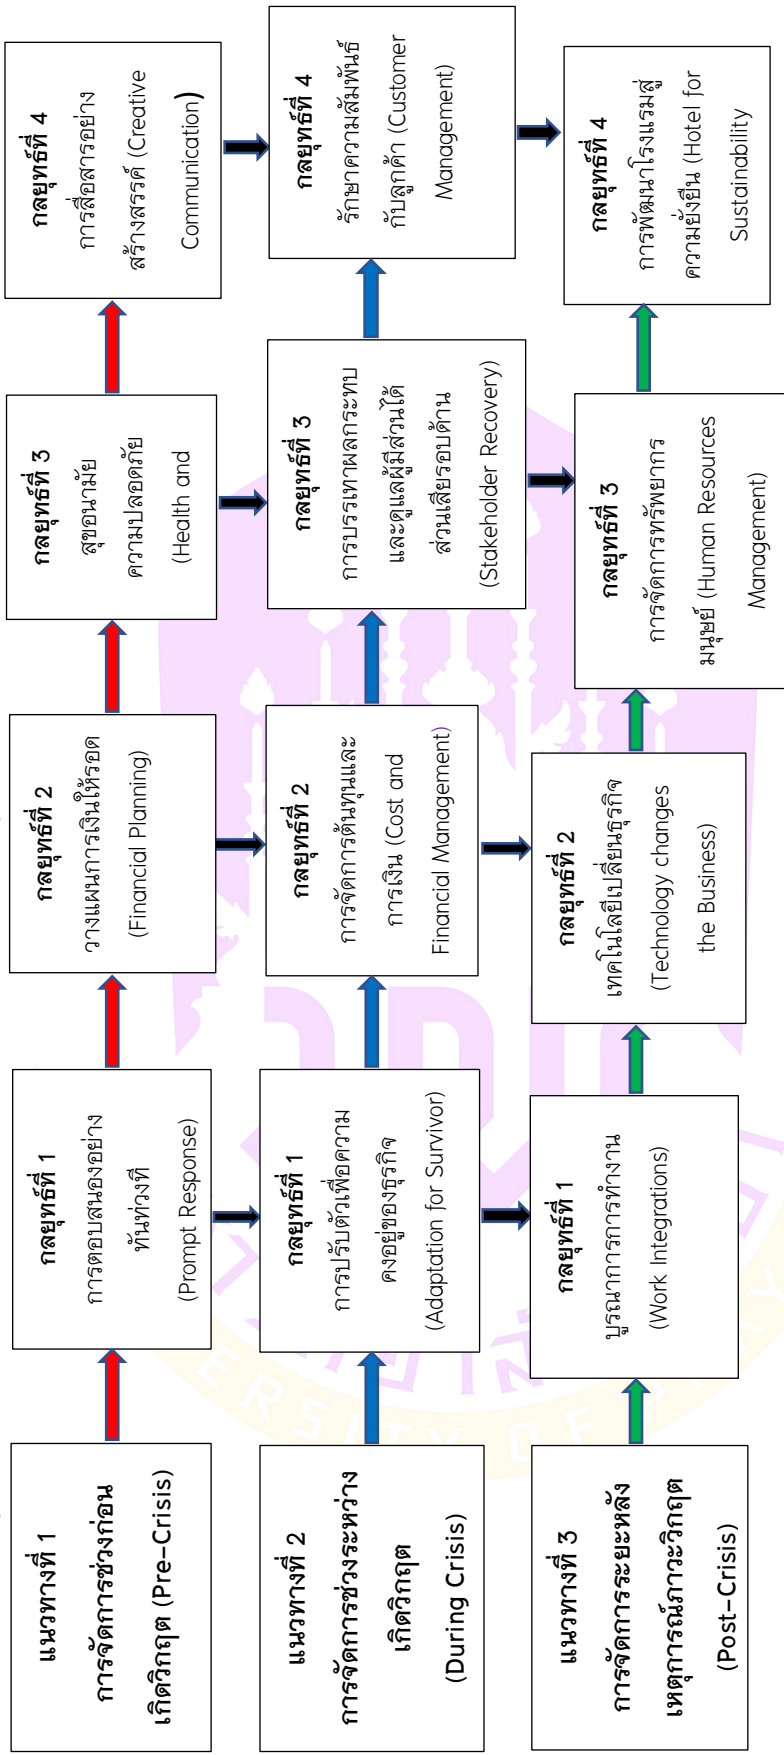 แนวทางที่ 1
การจัดการช่วงก่อน
เกิดวิกฤต (Pre-Crisis)
กลยุทธ์ที่ 1
การตอบสนองอย่าง
ทันท่วงที
(Prompt Response)
กลยุทธ์ที่ 2
วางแผนการเงินให้รอด
(Financial Planning)
กลยุทธ์ที่ 3
สุขอนามัย
ความปลอดภัย
(Health and
กลยุทธ์ที่ 4
การสื่อสารอย่าง
สร้างสรรค์ (Creative
Communication)
แนวทางที่ 2
การจัดการช่วงระหว่าง
เกิดวิกฤต
(During Crisis)
กลยุทธ์ที่ 1
การปรับตัวเพื่อความ
คงอยู่ของธุรกิจ
(Adaptation for Survivor)
กลยุทธ์ที่ 2
การจัดการต้นทุนและ
การเงิน (Cost and
Financial Management)
กลยุทธ์ที่ 3
การบรรเทาผลกระทบ
และดูแลผู้มีส่วนได้
ส่วนเสียรอบด้าน
(Stakeholder Recovery)
กลยุทธ์ที่ 4
รักษาความสัมพันธ์
กับลูกค้า (Customer
Management)
แนวทางที่ 3
การจัดการระยะหลัง
เหตุการณ์ภาวะวิกฤต
(Post-Crisis)
กลยุทธ์ที่ 1
บูรณาการการทำงาน
(Work Integrations)
กลยุทธ์ที่ 2
เทคโนโลยีเปลี่ยนธุรกิจ
(Technology changes
the Business)
กลยุทธ์ที่ 3
การจัดการทรัพยากร
มนุษย์ (Human Resources
Management)
กลยุทธ์ที่ 4
การพัฒนาโรงแรมสู่
ความยั่งยืน (Hotel for
Sustainability